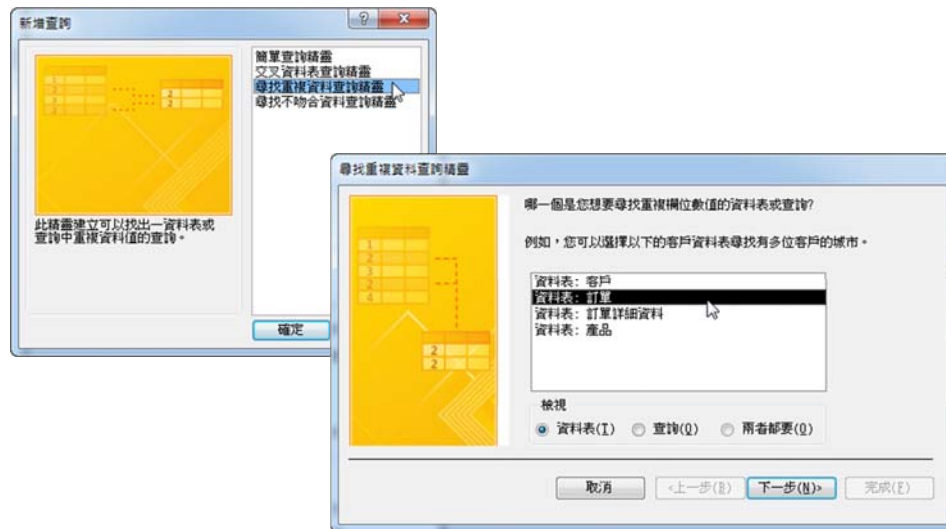 新增查詢
簡單查詢精靈
交叉資料表查詢精靈
尋找重複資料查詢精靈
尋找不吻合資料查詢精靈
此精靈建立可以找出一資料表或
查詢中重複資料值的查詢。
確定
尋找重複資料查詢精靈
哪一個是您想要尋找重複欄位數值的資料表或查詢?
例如，您可以選擇以下的客戶資料表尋找有多位客戶的城市。
資料表: 客戶
資料表: 訂單
資料表: 訂單詳細資料
資料表: 產品
檢視
資料表(T) 查詢(Q) 兩者都要(O)
取消 <上一步(B) 下一步(N)> 完成(F)
1
2
3
2
4
2
2